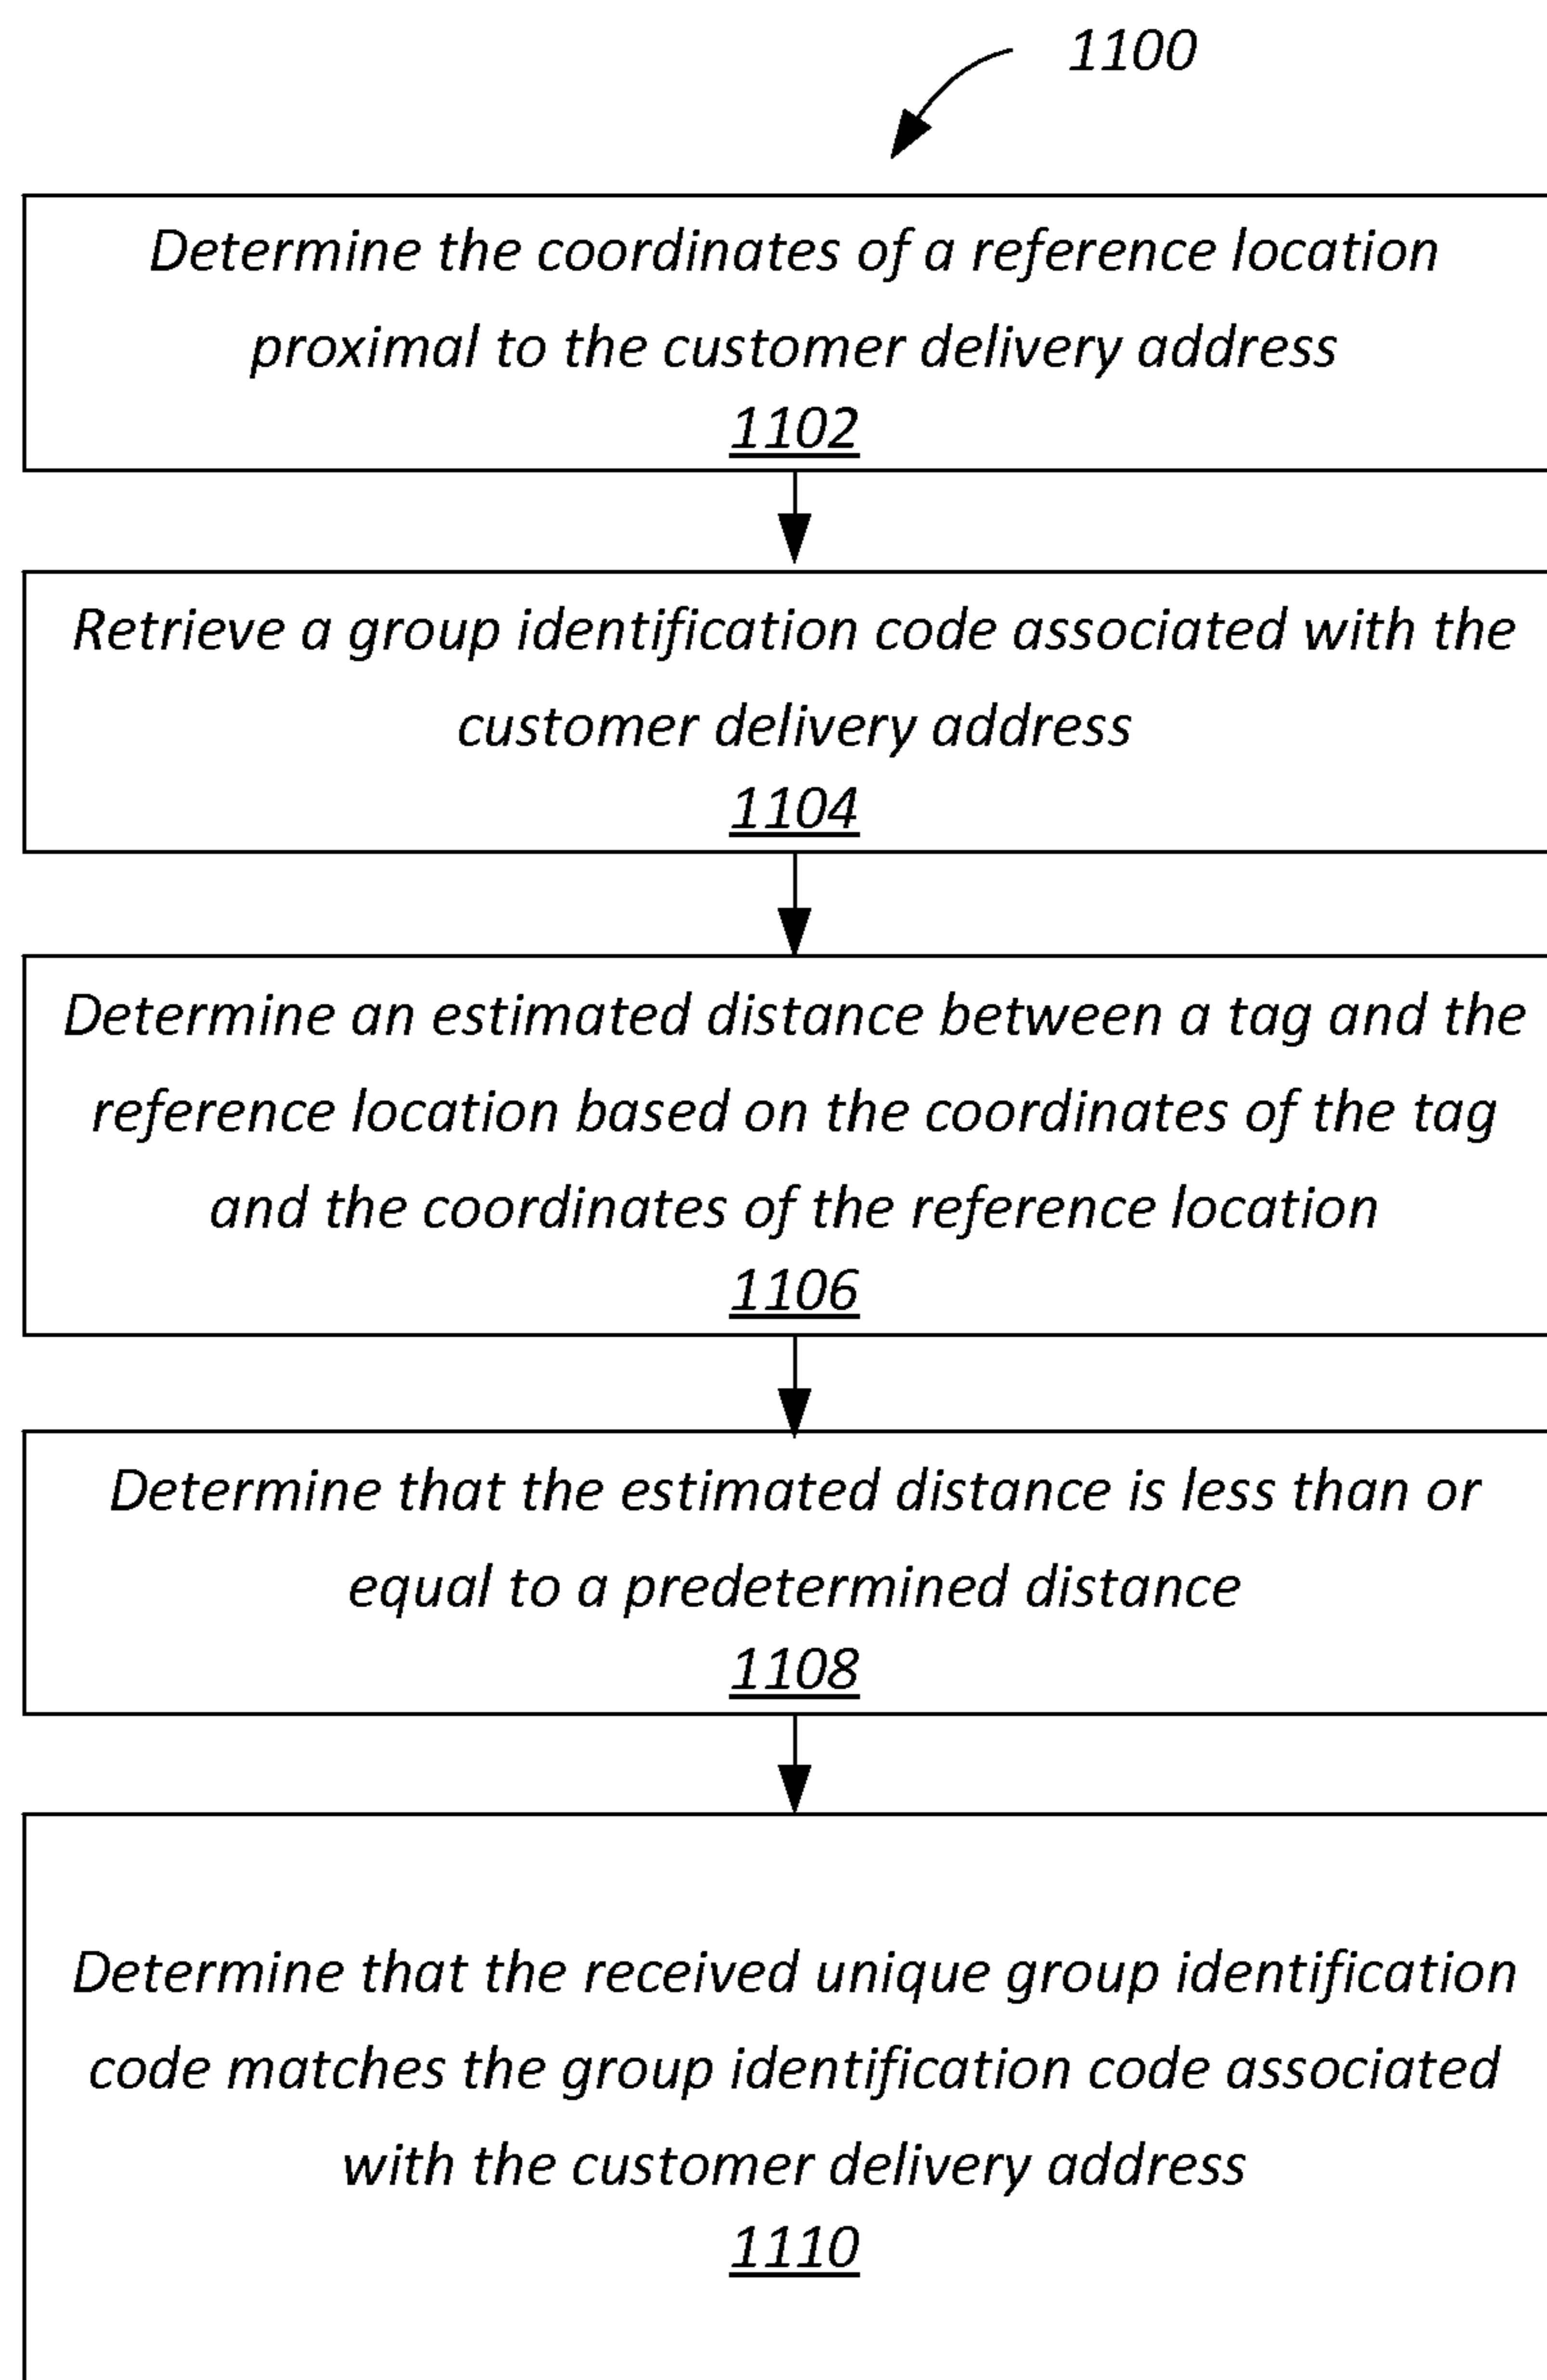 1100
Determine the coordinates of a reference location
proximal to the customer delivery address
1102
Retrieve a group identification code associated with the
customer delivery address
1104
Determine an estimated distance between a tag and the
reference location based on the coordinates of the tag
and the coordinates of the reference location
1106
Determine that the estimated distance is less than or
equal to a predetermined distance
1108
Determine that the received unique group identification
code matches the group identification code associated
with the customer delivery address
1110